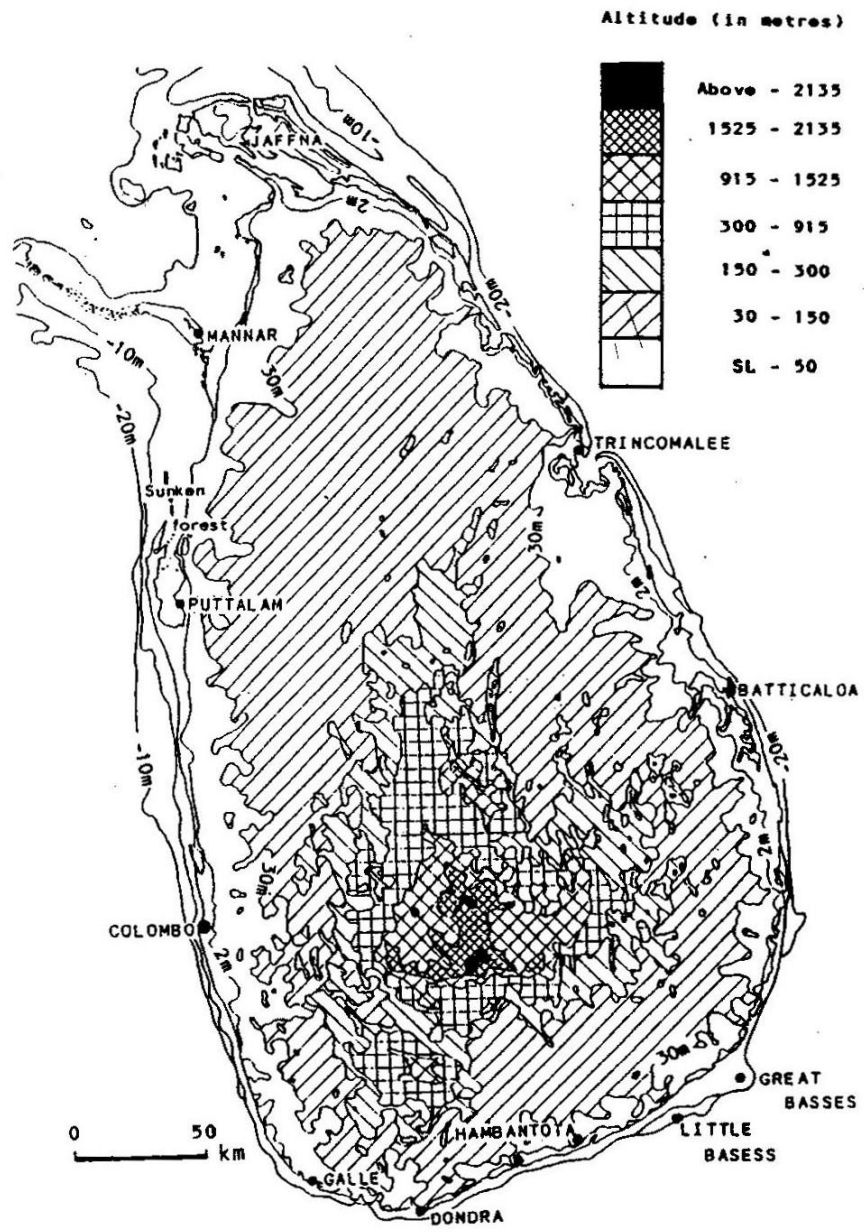 Altitude (in metres)
Above - 2135
1525 - 2135
915 - 1525
300 - 915
150 - 300
30 - 150
SL - 50
-10m
JAFFNA
2m
-20m
MANNAR
-10m
30m
-20m
TRINCOMALEE
Sunken
forest
30m
2m
PUTTALAM
BATTICALOA
-10m
-20m
2m
30m
COLOMBO
2m
30m
GREAT
BASSES
0 50
km
HAMBANTOTA
LITTLE
BASESS
GALLE
DONDRA